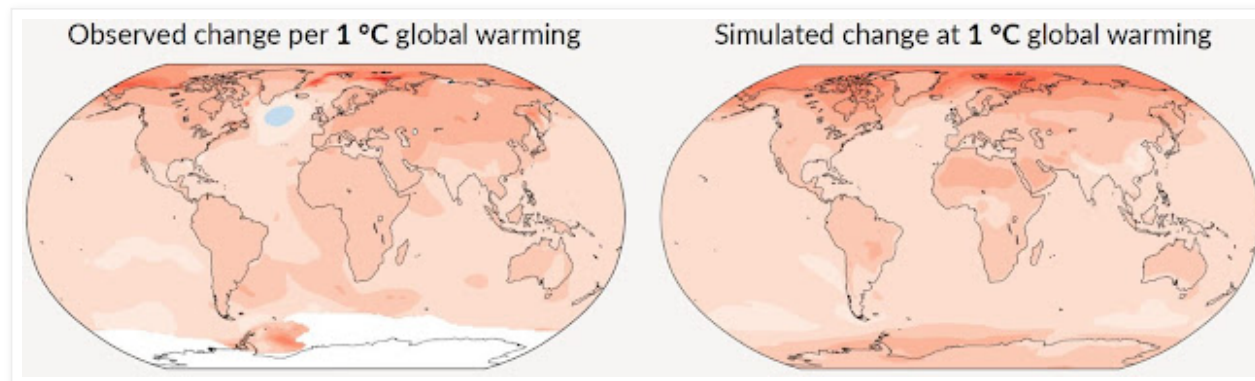 Observed change per 1 °C global warming
Simulated change at 1 °C global warming